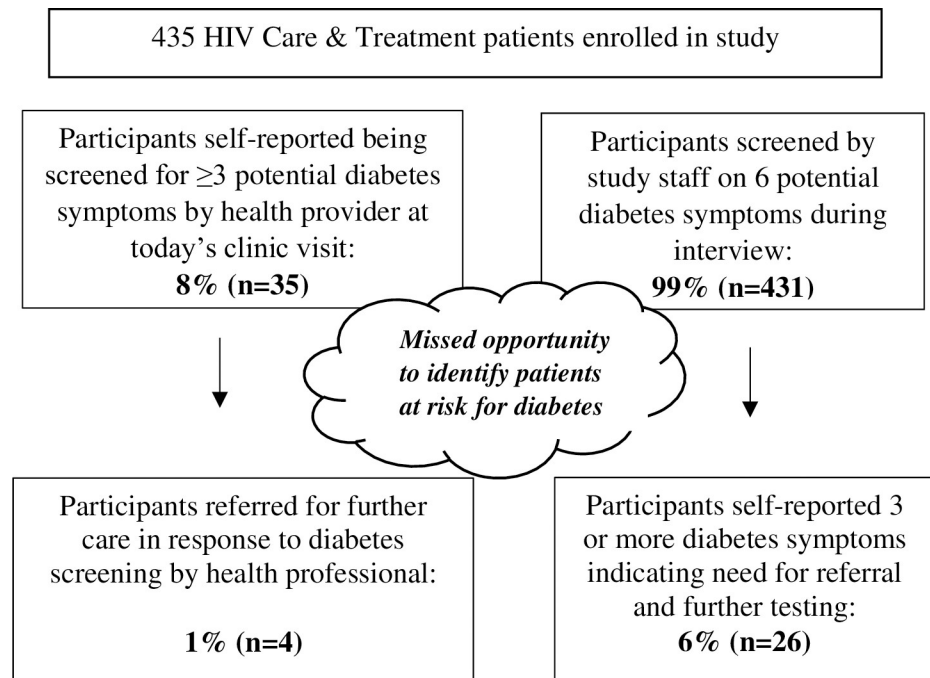 435 HIV Care & Treatment patients enrolled in study
Participants self-reported being
screened for ≥3 potential diabetes
symptoms by health provider at
today’s clinic visit:
8% (n=35)
Participants screened by
study staff on 6 potential
diabetes symptoms during
interview:
99% (n=431)
Missed opportunity
to identify patients
at risk for diabetes
Participants referred for further
care in response to diabetes
screening by health professional:
1% (n=4)
Participants self-reported 3
or more diabetes symptoms
indicating need for referral
and further testing:
6% (n=26)